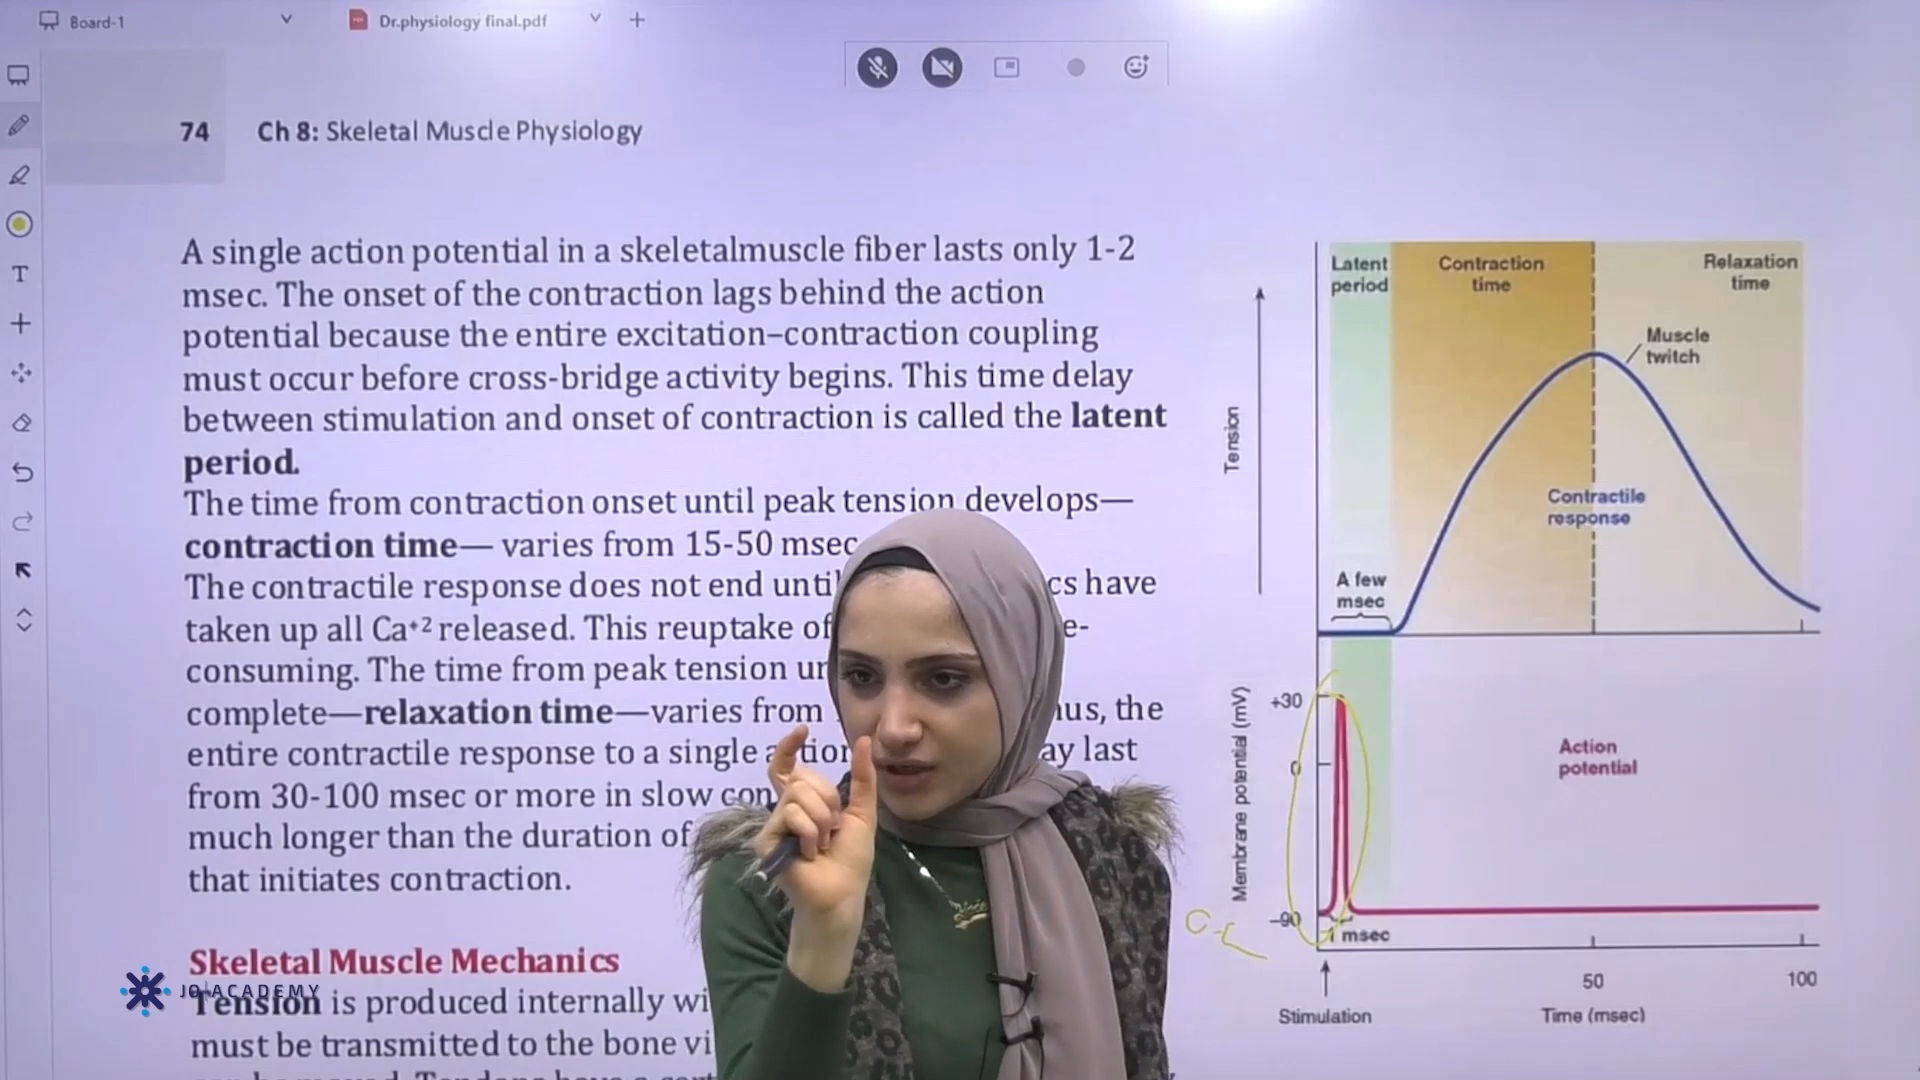 Board-1
Dr.physiology final.pdf
74 Ch 8: Skeletal Muscle Physiology
A single action potential in a skeletalmuscle fiber lasts only 1-2
msec. The onset of the contraction lags behind the action
potential because the entire excitation–contraction coupling
must occur before cross-bridge activity begins. This time delay
between stimulation and onset of contraction is called the latent
period.
The time from contraction onset until peak tension develops—
contraction time— varies from 15-50 msec
The contractile response does not end until have
taken up all Ca+2 released. This reuptake of
consuming. The time from peak tension
complete—relaxation time—varies from the
entire contractile response to a single last
from 30-100 msec or more in slow
much longer than the duration of
that initiates contraction.
Skeletal Muscle Mechanics
Tension is produced internally
must be transmitted to the bone
JO ACADEMY
Latent
period
Contraction
time
Relaxation
time
Muscle
twitch
Tension
Contractile
response
A few
msec
Membrane potential (mV)
+30
0
–90
Action
potential
1 msec
50
100
Stimulation
Time (msec)